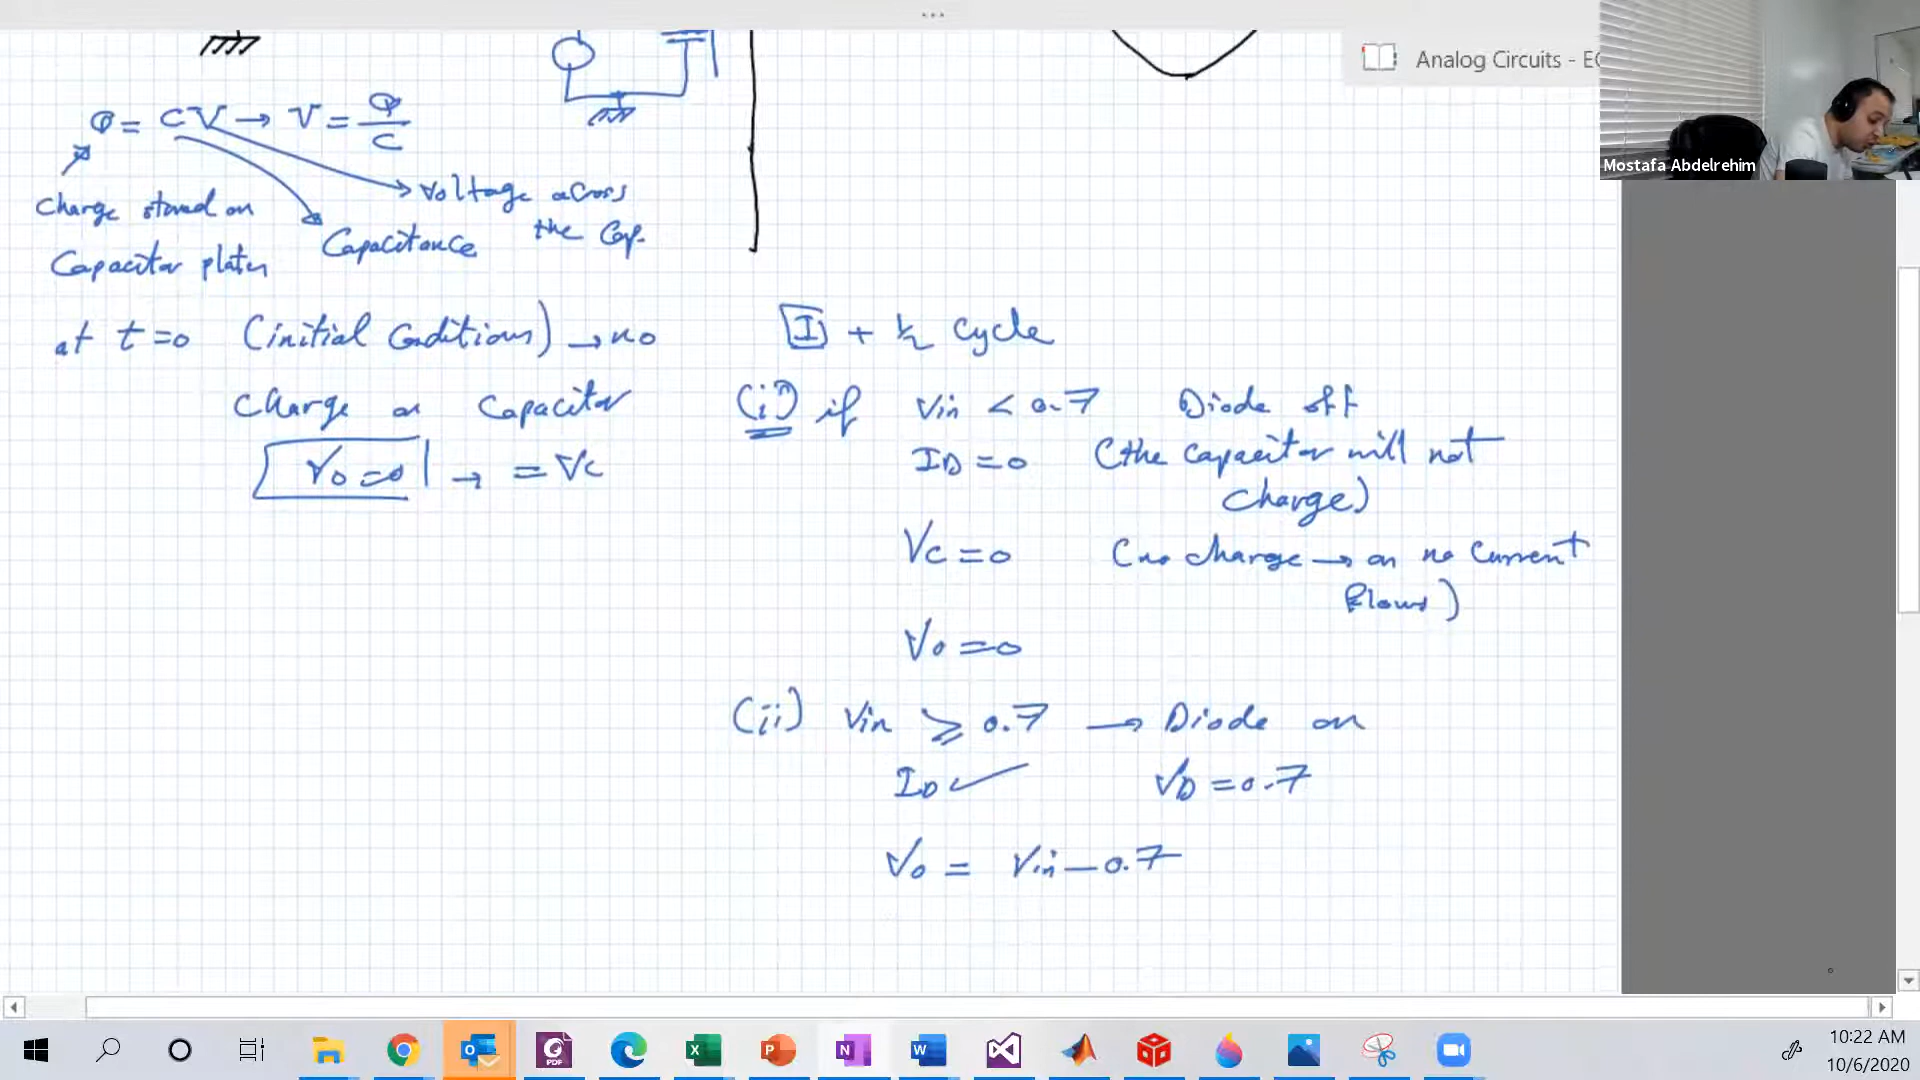 ...
Analog Circuits - EC
Mostafa Abdelrehim
Q = CV → V = Q/C
Charge stored on
Capacitor plates
Capacitance
Voltage across
the Cap.
at t=0 (initial Conditions) → no
Charge on Capacitor
Vo=0 → = Vc
I + ½ Cycle
(i) if Vin < 0.7 Diode off
ID = 0 (the capacitor will not
Charge)
Vc = 0 (no charge → or no Current
flows)
Vo = 0
(ii) Vin ≥ 0.7 → Diode on
ID ✓ VD = 0.7
Vo = Vin - 0.7
PDF
10:22 AM
10/6/2020